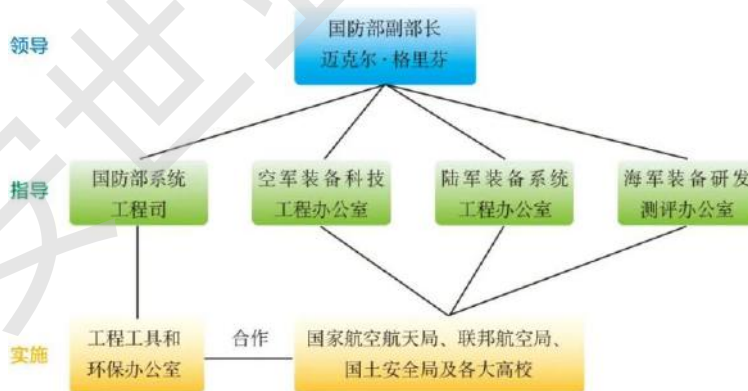 领导
国防部副部长
迈克尔·格里芬
指导
国防部系统
工程司
空军装备科技
工程办公室
陆军装备系统
工程办公室
海军装备研发
测评办公室
实施
工程工具和
环保办公室
合作
国家航空航天局、联邦航空局、
国土安全局及各大高校